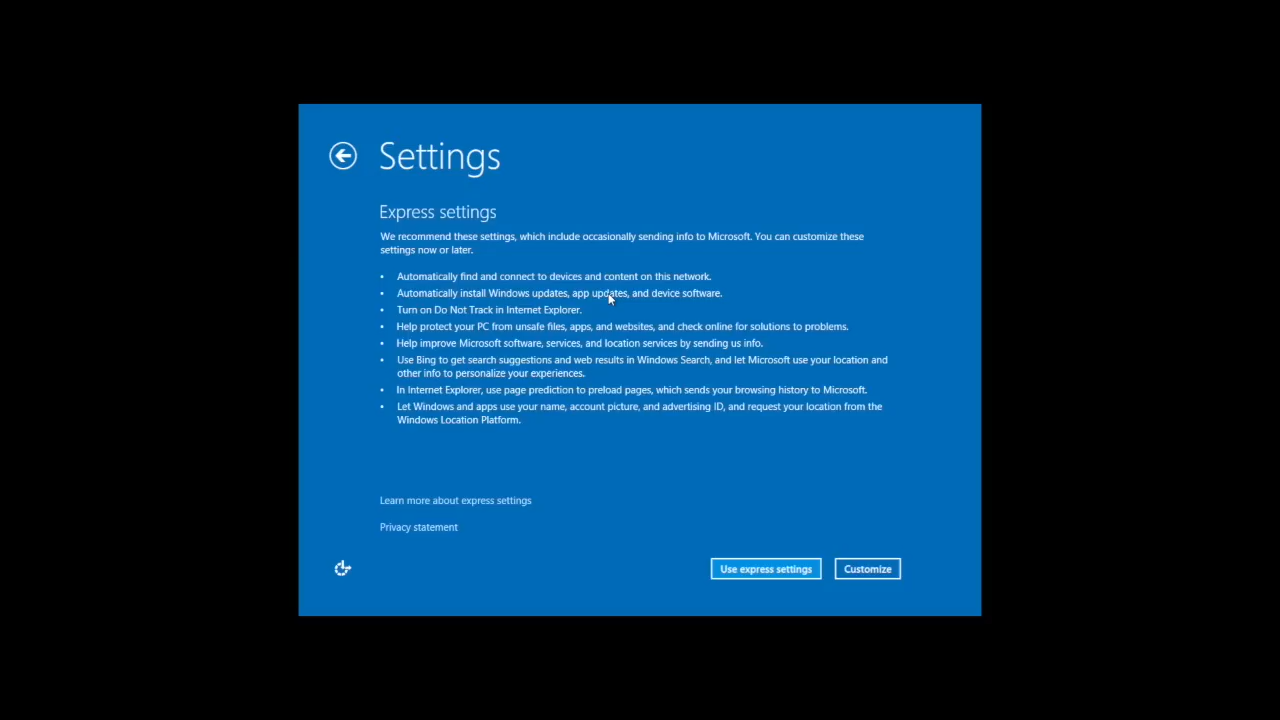 Settings
Express settings
We recommend these settings, which include occasionally sending info to Microsoft. You can customize these
settings now or later.
• Automatically find and connect to devices and content on this network.
• Automatically install Windows updates, app updates, and device software.
• Turn on Do Not Track in Internet Explorer.
• Help protect your PC from unsafe files, apps, and websites, and check online for solutions to problems.
• Help improve Microsoft software, services, and location services by sending us info.
• Use Bing to get search suggestions and web results in Windows Search, and let Microsoft use your location and
other info to personalize your experiences.
• In Internet Explorer, use page prediction to preload pages, which sends your browsing history to Microsoft.
• Let Windows and apps use your name, account picture, and advertising ID, and request your location from the
Windows Location Platform.
Learn more about express settings
Privacy statement
Use express settings
Customize